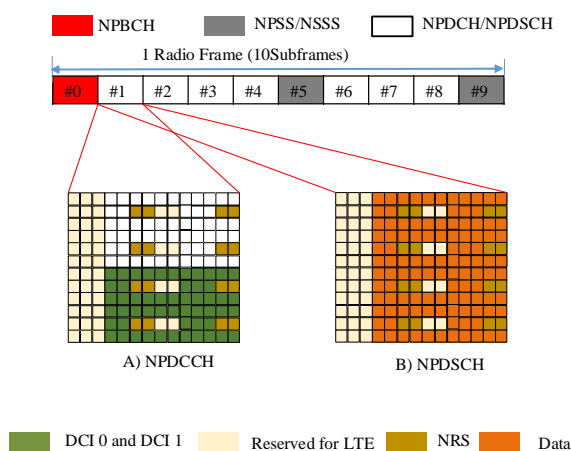 NPBCH NPSS/NSSS NPDCH/NPDSCH
1 Radio Frame (10Subframes)
#0 #1 #2 #3 #4 #5 #6 #7 #8 #9
A) NPDCCH B) NPDSCH
DCI 0 and DCI 1 Reserved for LTE NRS Data